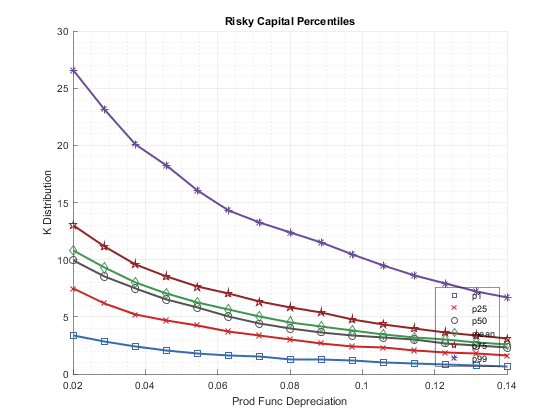 Risky Capital Percentiles
30
25
20
15
10
5
0
K Distribution
p1
p25
p50
mean
p75
p99
0.02
0.04
0.06
0.08
0.1
0.12
0.14
Prod Func Depreciation